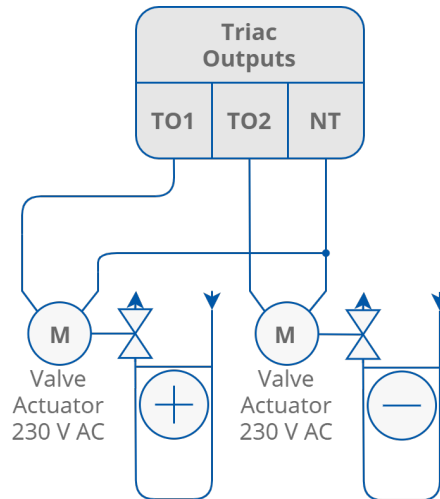 Triac
Outputs
TO1 TO2 NT
M
M
Valve
Actuator
230 V AC
Valve
Actuator
230 V AC